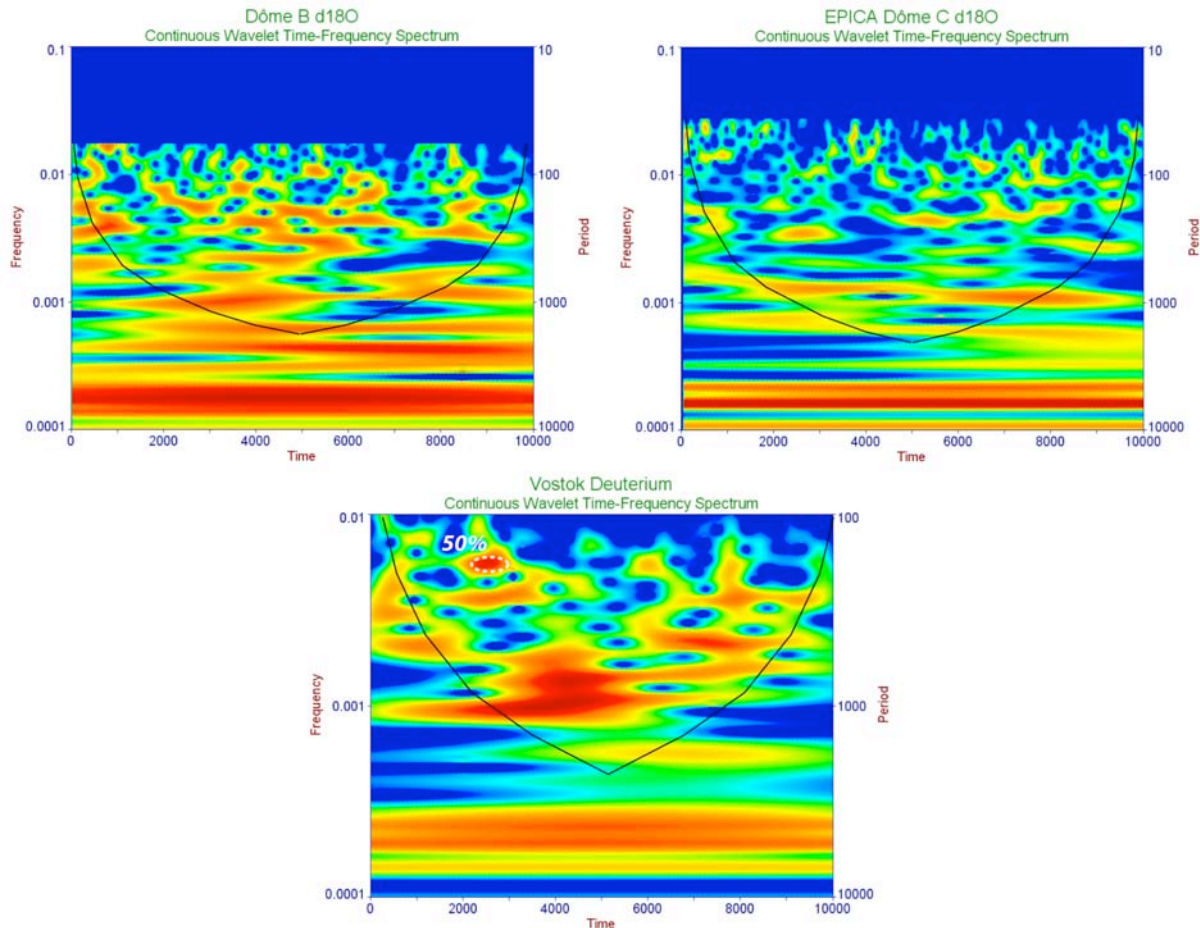 Dôme B d18O
Continuous Wavelet Time-Frequency Spectrum
0.1
0.01
0.001
0.0001
Frequency
10
100
1000
10000
Period
0 2000 4000 6000 8000 10000
Time
EPICA Dôme C d18O
Continuous Wavelet Time-Frequency Spectrum
0.1
0.01
0.001
0.0001
Frequency
10
100
1000
10000
Period
0 2000 4000 6000 8000 10000
Time
Vostok Deuterium
Continuous Wavelet Time-Frequency Spectrum
50%
0.01
0.001
0.0001
Frequency
100
1000
10000
Period
0 2000 4000 6000 8000 10000
Time